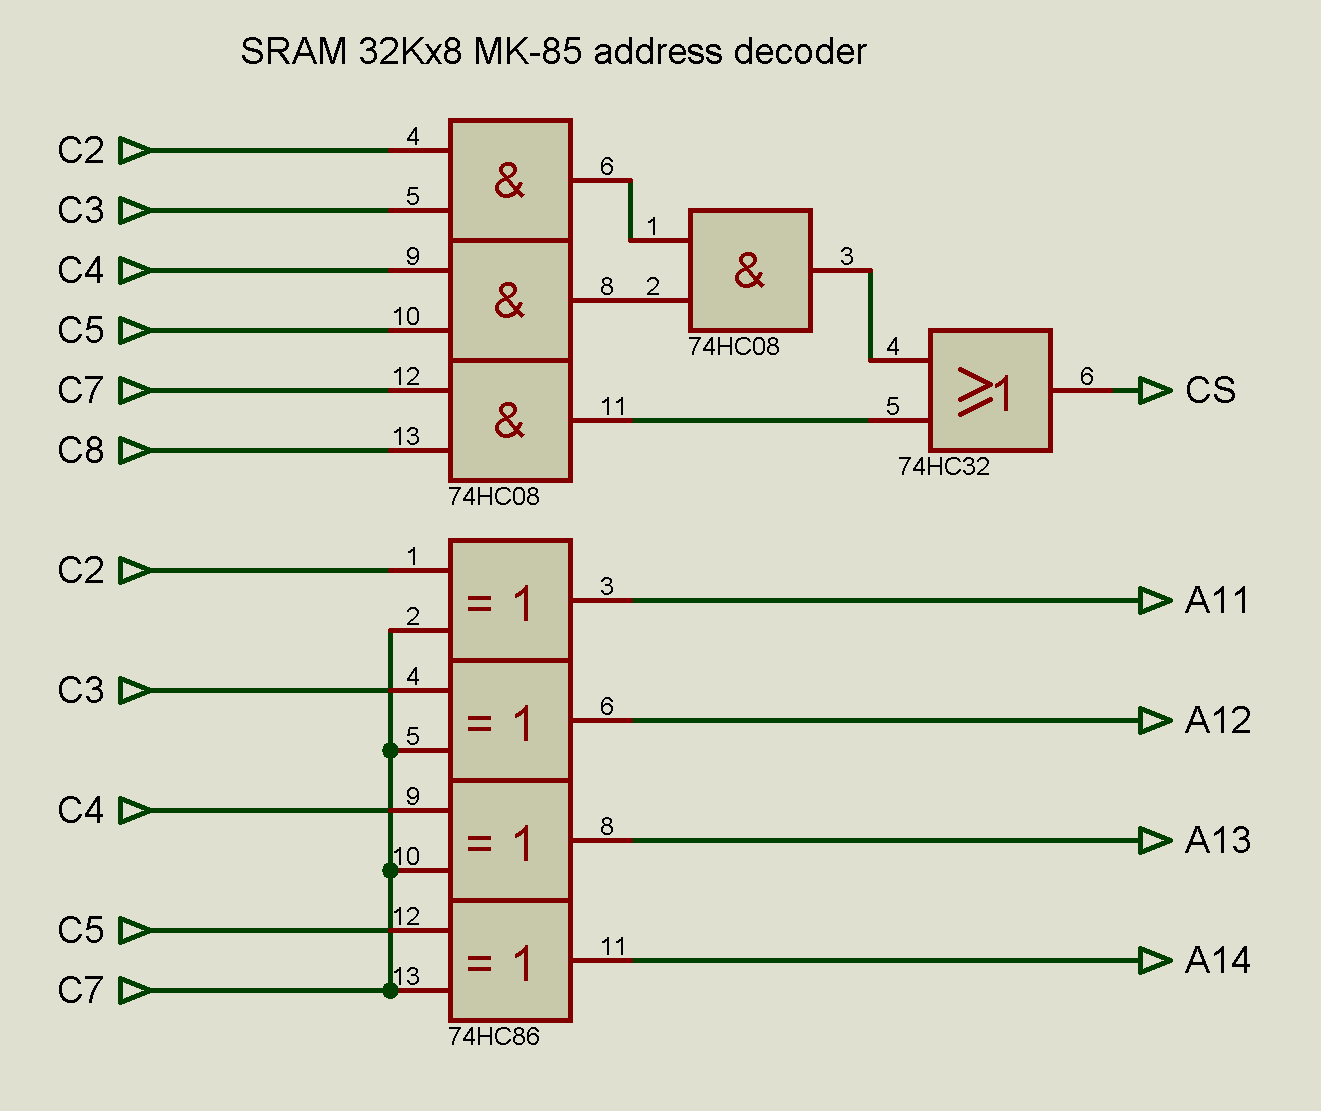 SRAM 32Kx8 MK-85 address decoder
C2
4
C3
5
&
6
C4
9
C5
10
&
8
C7
12
C8
13
&
11
74HC08
1
2
&
3
74HC08
4
5
≥1
6
CS
74HC32
C2
1
2
= 1
3
A11
C3
4
5
= 1
6
A12
C4
9
10
= 1
8
A13
C5
12
C7
13
= 1
11
A14
74HC86